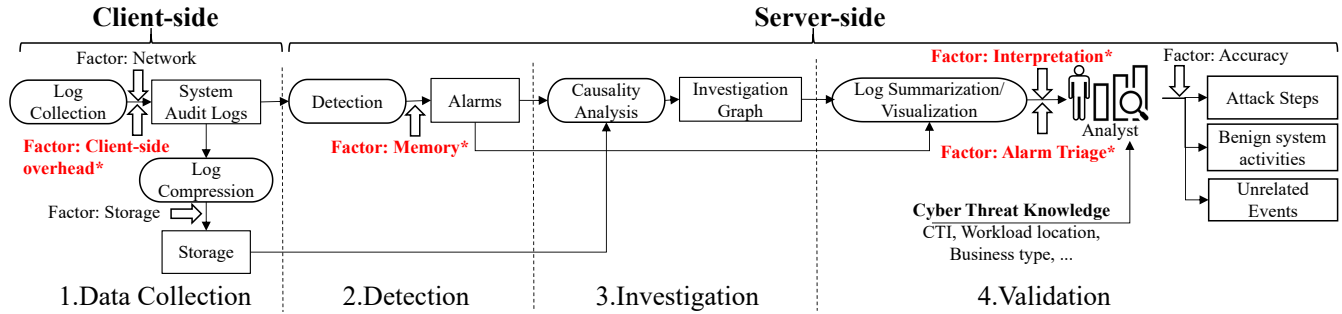 Client-side
Server-side
Factor: Network
Log
Collection
System
Audit Logs
Factor: Client-side
overhead*
Log
Compression
Factor: Storage
Storage
1.Data Collection
Detection
Alarms
Factor: Memory*
2.Detection
Causality
Analysis
Investigation
Graph
3.Investigation
Log Summarization/
Visualization
Factor: Interpretation*
Factor: Alarm Triage*
Analyst
Cyber Threat Knowledge
CTI, Workload location,
Business type, ...
Factor: Accuracy
Attack Steps
Benign system
activities
Unrelated
Events
4.Validation